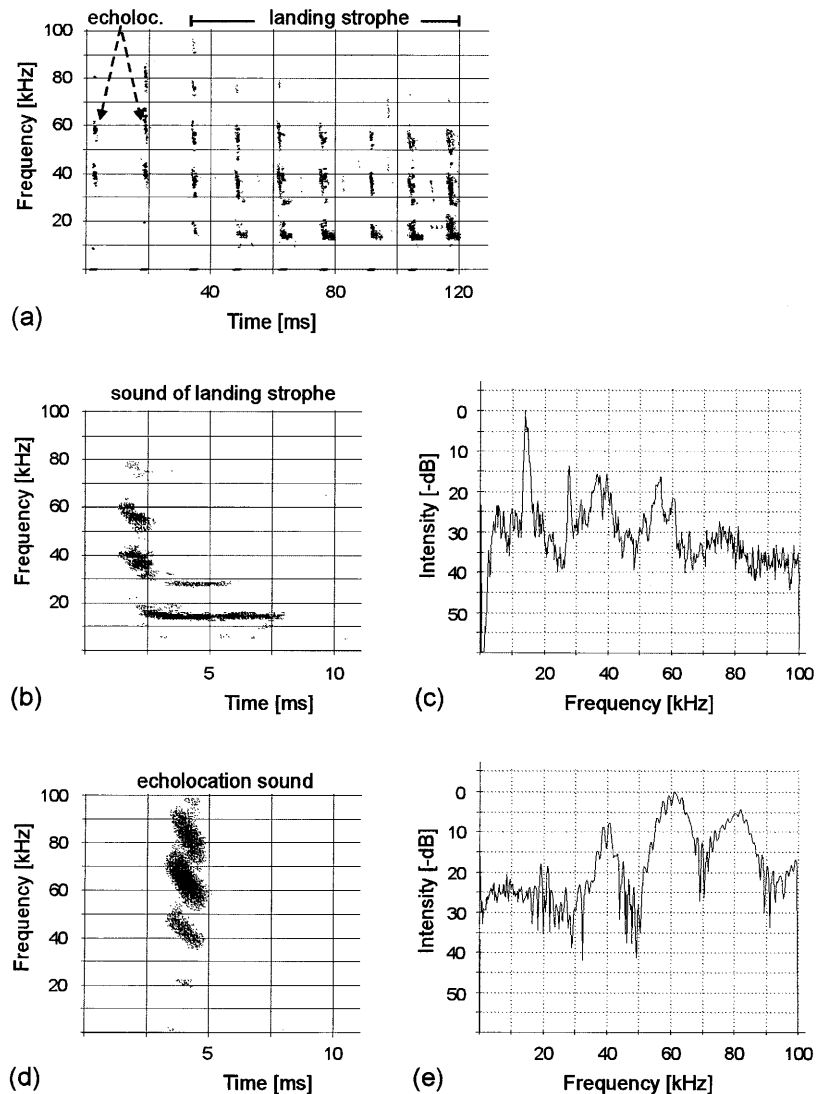 echoloc. landing strophe
100
80
60
40
20
Frequency [kHz]
40 80 120
Time [ms]
(a)
sound of landing strophe
100
80
60
40
20
Frequency [kHz]
5 10
Time [ms]
(b)
0
10
20
30
40
50
Intensity [-dB]
20 40 60 80 100
Frequency [kHz]
(c)
echolocation sound
100
80
60
40
20
Frequency [kHz]
5 10
Time [ms]
(d)
0
10
20
30
40
50
Intensity [-dB]
20 40 60 80 100
Frequency [kHz]
(e)